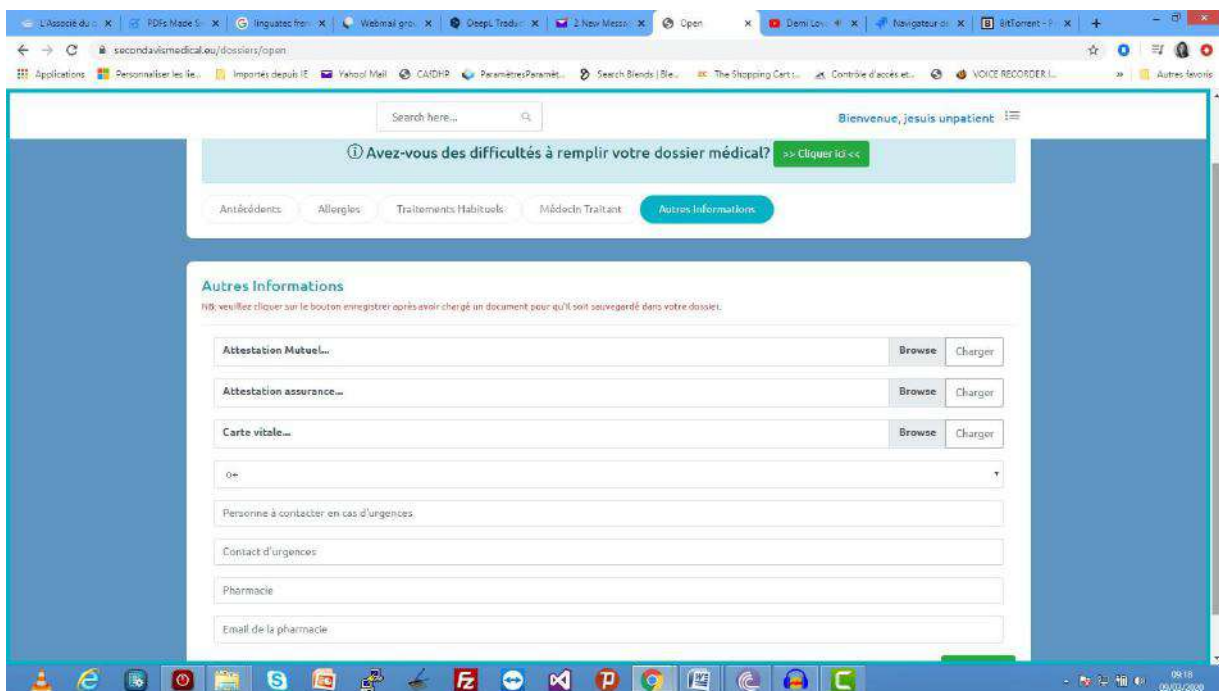 L'Associé du
PDFs Made S
linguatec fren
Webmail gro
DeepL Traduc
2 New Messa
Open
Demi Lov
Navigateur d
BitTorrent - F
secondavismedical.eu/dossiers/open
Applications
Personnaliser les lie...
Importés depuis IE
Yahoo! Mail
CAIDHP
ParamètresParamèt...
Search Blends | Ble...
The Shopping Cart :...
Contrôle d'accès et...
VOICE RECORDER I...
»
Autres favoris
Search here...
Bienvenue, jesuis unpatient
Avez-vous des difficultés à remplir votre dossier médical?
>> Cliquer ici <<
Antécédents
Allergies
Traitements Habituels
Médecin Traitant
Autres Informations
Autres Informations
NB: veuillez cliquer sur le bouton enregistrer après avoir chargé un document pour qu'il soit sauvegardé dans votre dossier.
Attestation Mutuel...
Browse
Charger
Attestation assurance...
Browse
Charger
Carte vitale...
Browse
Charger
O+
Personne à contacter en cas d'urgences
Contact d'urgences
Pharmacie
Email de la pharmacie
09:18
09/03/2020